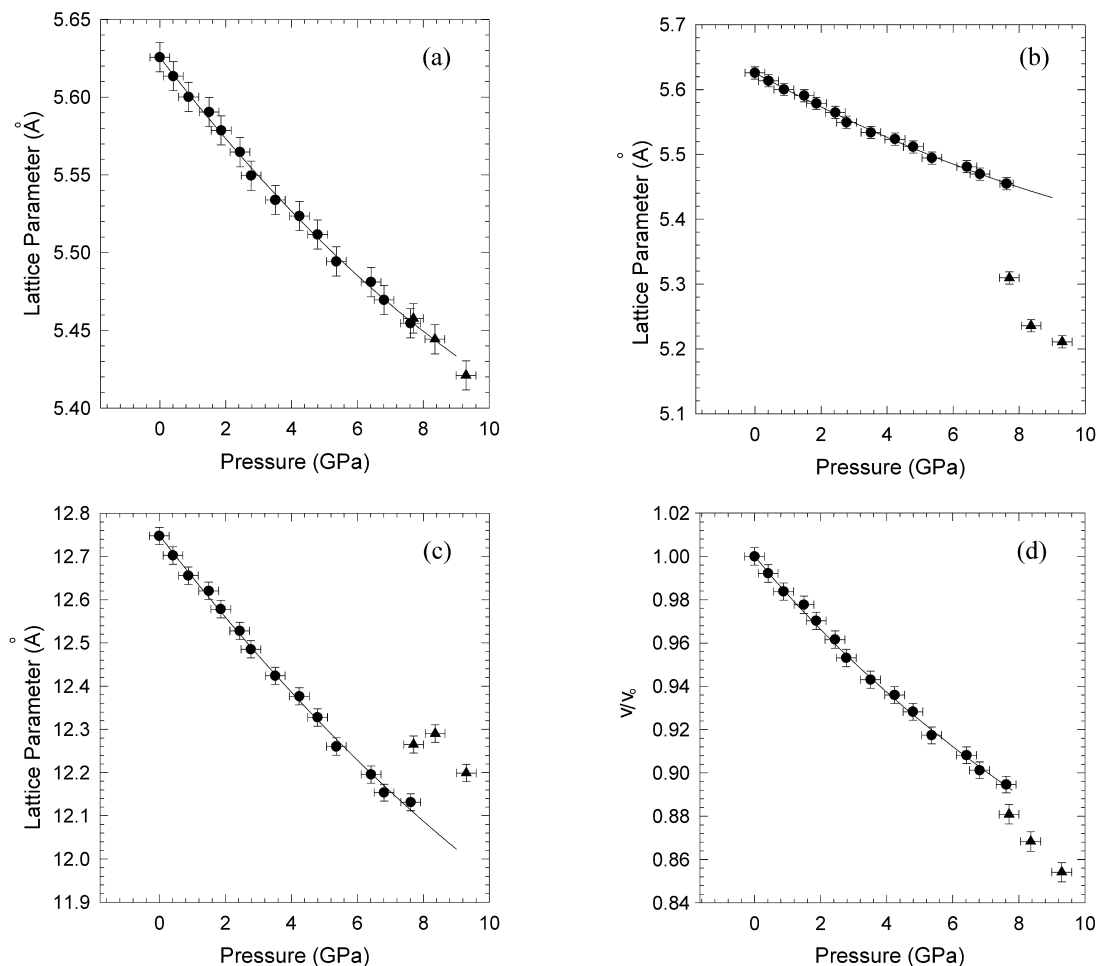 5.65
5.60
5.55
5.50
5.45
5.40
Lattice Parameter (Å)
(a)
0 2 4 6 8 10
Pressure (GPa)
5.7
5.6
5.5
5.4
5.3
5.2
5.1
Lattice Parameter (Å)
(b)
0 2 4 6 8 10
Pressure (GPa)
12.8
12.7
12.6
12.5
12.4
12.3
12.2
12.1
12.0
11.9
Lattice Parameter (Å)
(c)
0 2 4 6 8 10
Pressure (GPa)
1.02
1.00
0.98
0.96
0.94
0.92
0.90
0.88
0.86
0.84
V/V₀
(d)
0 2 4 6 8 10
Pressure (GPa)